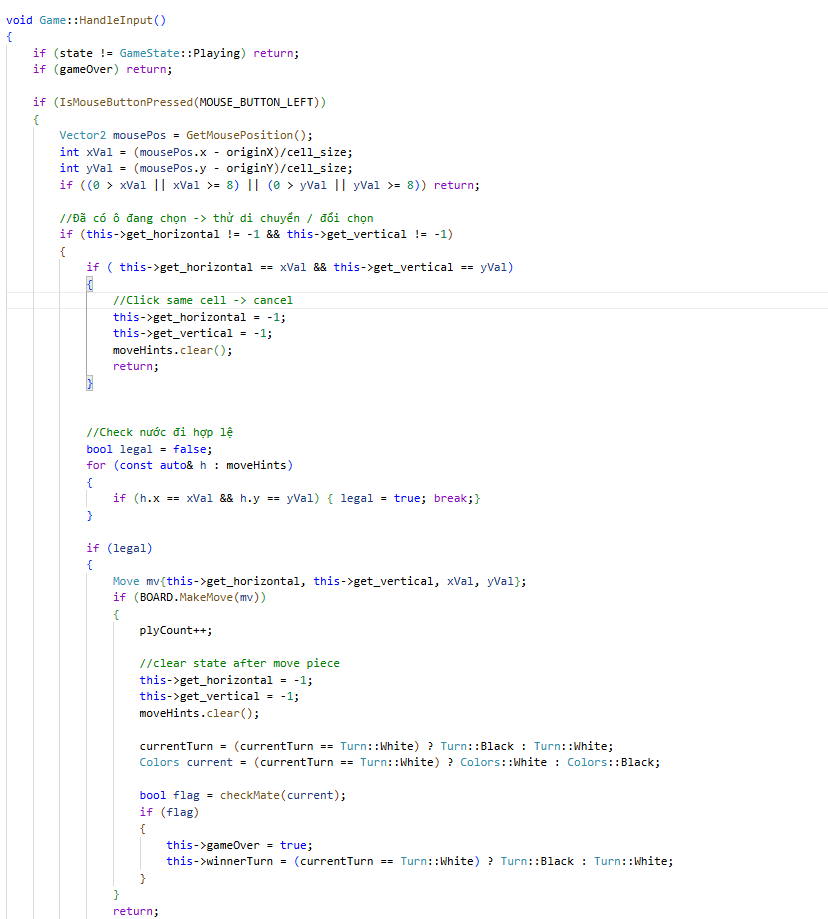 void Game::HandleInput()
{
if (state != GameState::Playing) return;
if (gameOver) return;
if (IsMouseButtonPressed(MOUSE_BUTTON_LEFT))
{
Vector2 mousePos = GetMousePosition();
int xVal = (mousePos.x - originX)/cell_size;
int yVal = (mousePos.y - originY)/cell_size;
if ((0 > xVal || xVal >= 8) || (0 > yVal || yVal >= 8)) return;
//Đã có ô đang chọn -> thử di chuyển / đổi chọn
if (this->get_horizontal != -1 && this->get_vertical != -1)
{
if ( this->get_horizontal == xVal && this->get_vertical == yVal)
{
//Click same cell -> cancel
this->get_horizontal = -1;
this->get_vertical = -1;
moveHints.clear();
return;
}
//Check nước đi hợp lệ
bool legal = false;
for (const auto& h : moveHints)
{
if (h.x == xVal && h.y == yVal) { legal = true; break;}
}
if (legal)
{
Move mv{this->get_horizontal, this->get_vertical, xVal, yVal};
if (BOARD.MakeMove(mv))
{
plyCount++;
//clear state after move piece
this->get_horizontal = -1;
this->get_vertical = -1;
moveHints.clear();
currentTurn = (currentTurn == Turn::White) ? Turn::Black : Turn::White;
Colors current = (currentTurn == Turn::White) ? Colors::White : Colors::Black;
bool flag = checkMate(current);
if (flag)
{
this->gameOver = true;
this->winnerTurn = (currentTurn == Turn::White) ? Turn::Black : Turn::White;
}
}
return;